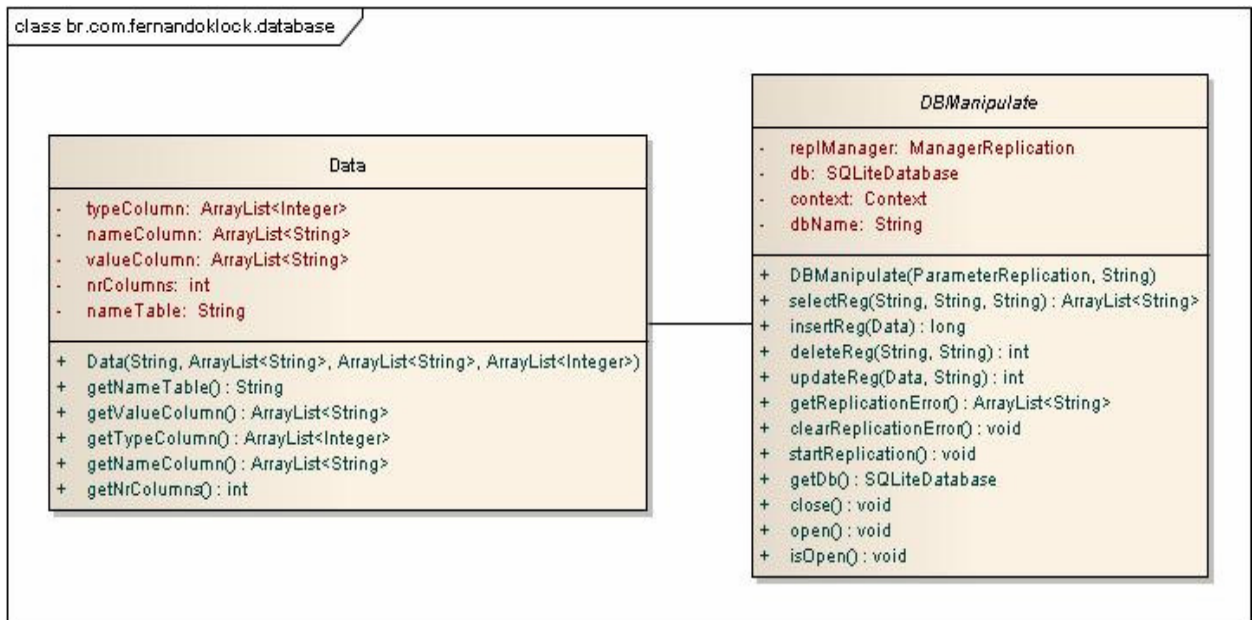 class br.com.fernandoklock.database
Data
- typeColumn: ArrayList<Integer>
- nameColumn: ArrayList<String>
- valueColumn: ArrayList<String>
- nrColumns: int
- nameTable: String
+ Data(String, ArrayList<String>, ArrayList<String>, ArrayList<Integer>)
+ getNameTable() : String
+ getValueColumn() : ArrayList<String>
+ getTypeColumn() : ArrayList<Integer>
+ getNameColumn() : ArrayList<String>
+ getNrColumns() : int
DBManipulate
- replManager: ManagerReplication
- db: SQLiteDatabase
- context: Context
- dbName: String
+ DBManipulate(ParameterReplication, String)
+ selectReg(String, String, String) : ArrayList<String>
+ insertReg(Data) : long
+ deleteReg(String, String) : int
+ updateReg(Data, String) : int
+ getReplicationError() : ArrayList<String>
+ clearReplicationError() : void
+ startReplication() : void
+ getDb() : SQLiteDatabase
+ close() : void
+ open() : void
+ isOpen() : void